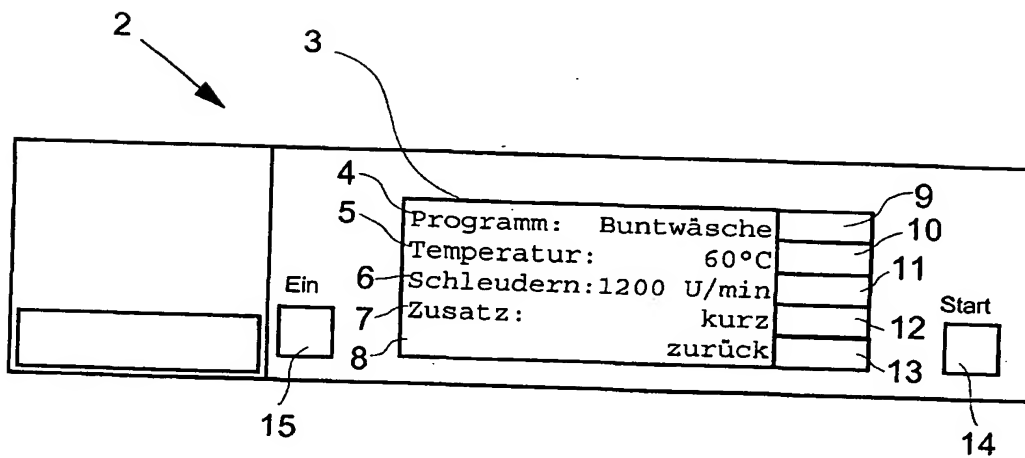 2
3
4
Programm: Buntwäsche
9
5
Temperatur: 60°C
10
6
Schleudern:1200 U/min
11
7
Zusatz: kurz
12
8
zurück
13
Ein
15
Start
14